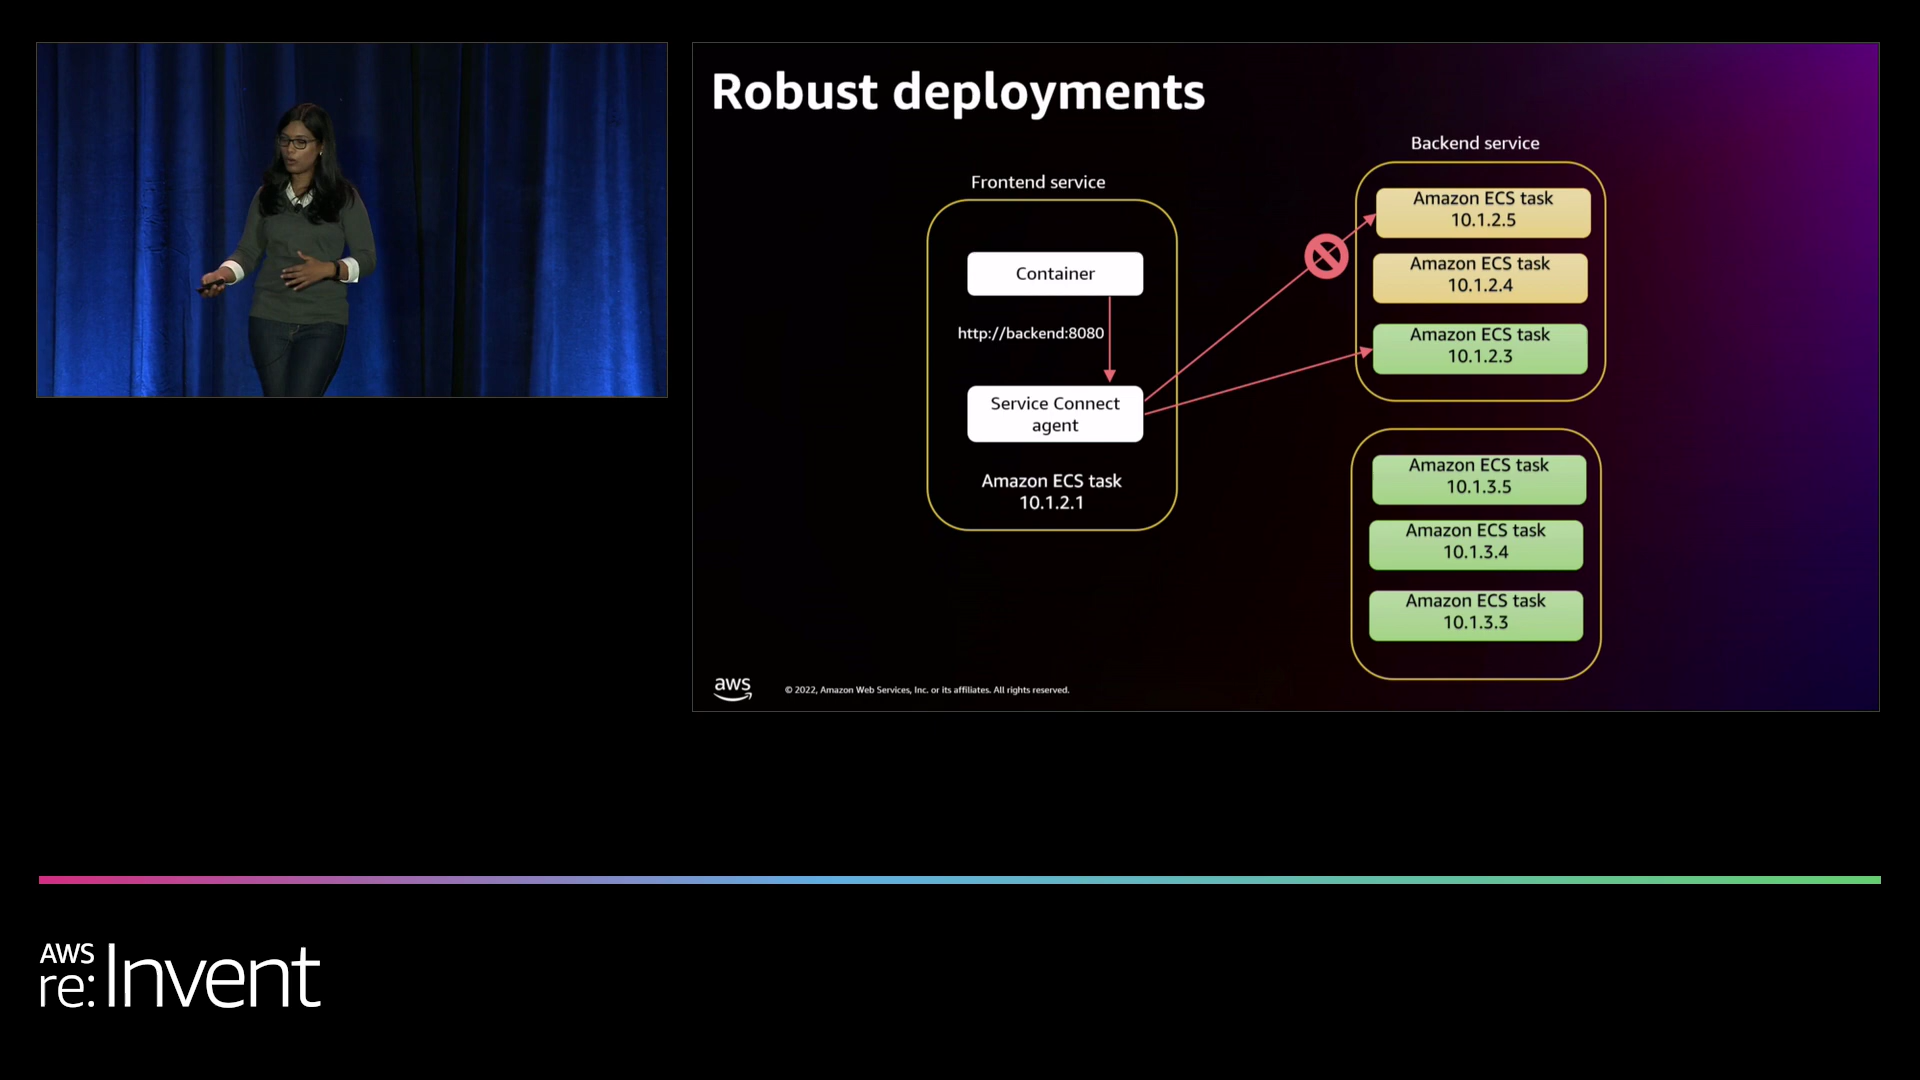 Robust deployments
Frontend service
Container
http://backend:8080
Service Connect
agent
Amazon ECS task
10.1.2.1
Backend service
Amazon ECS task
10.1.2.5
Amazon ECS task
10.1.2.4
Amazon ECS task
10.1.2.3
Amazon ECS task
10.1.3.5
Amazon ECS task
10.1.3.4
Amazon ECS task
10.1.3.3
aws
© 2022, Amazon Web Services, Inc. or its affiliates. All rights reserved.
AWS
re:Invent